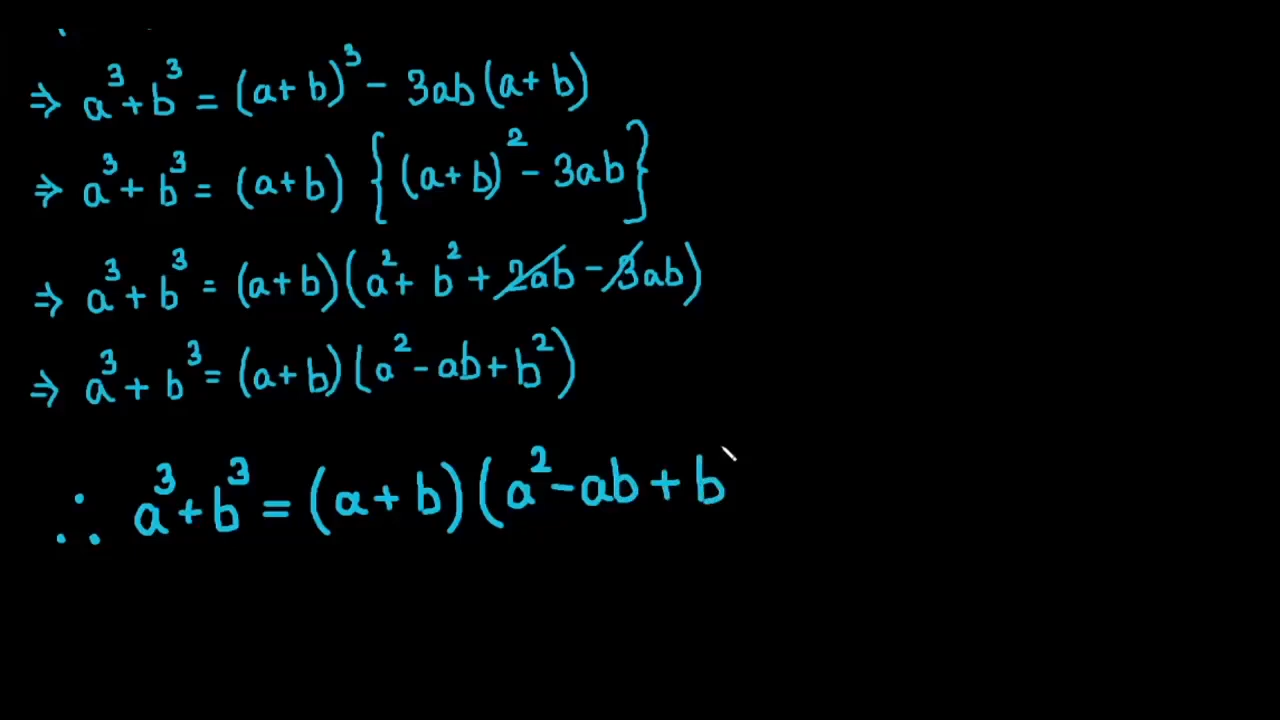 ⇒ a³+b³ = (a+b)³ - 3ab(a+b)
⇒ a³+b³ = (a+b) {(a+b)² - 3ab}
⇒ a³+b³ = (a+b)(a²+b²+2ab-3ab)
⇒ a³+b³ = (a+b)(a²-ab+b²)
∴ a³+b³ = (a+b)(a²-ab+b